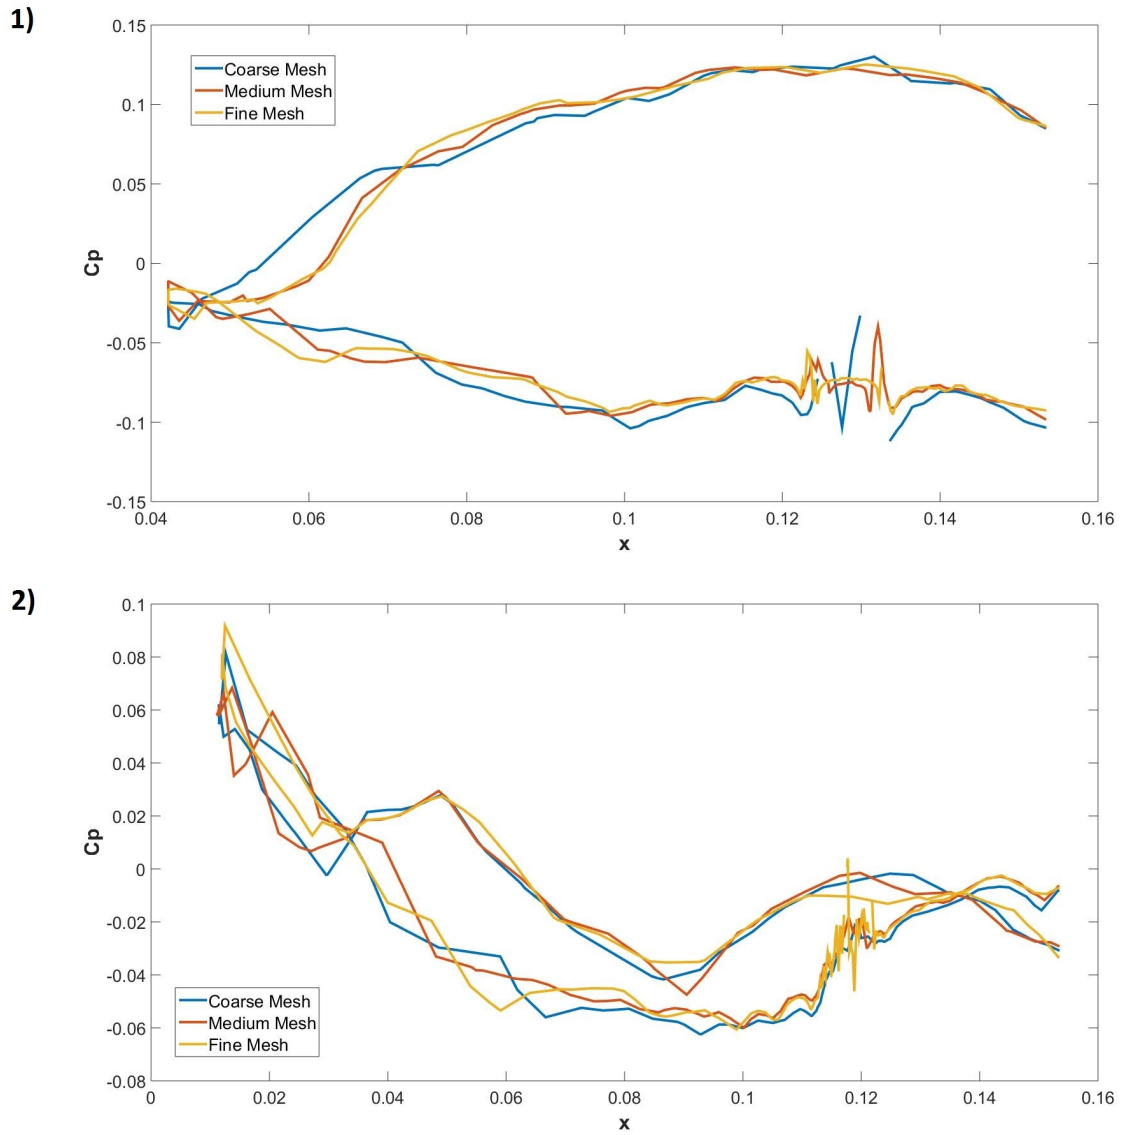 1)
0.15
0.1
0.05
0
-0.05
-0.1
-0.15
Cp
Coarse Mesh
Medium Mesh
Fine Mesh
0.04 0.06 0.08 0.1 0.12 0.14 0.16
x
2)
0.1
0.08
0.06
0.04
0.02
0
-0.02
-0.04
-0.06
-0.08
Cp
Coarse Mesh
Medium Mesh
Fine Mesh
0 0.02 0.04 0.06 0.08 0.1 0.12 0.14 0.16
x